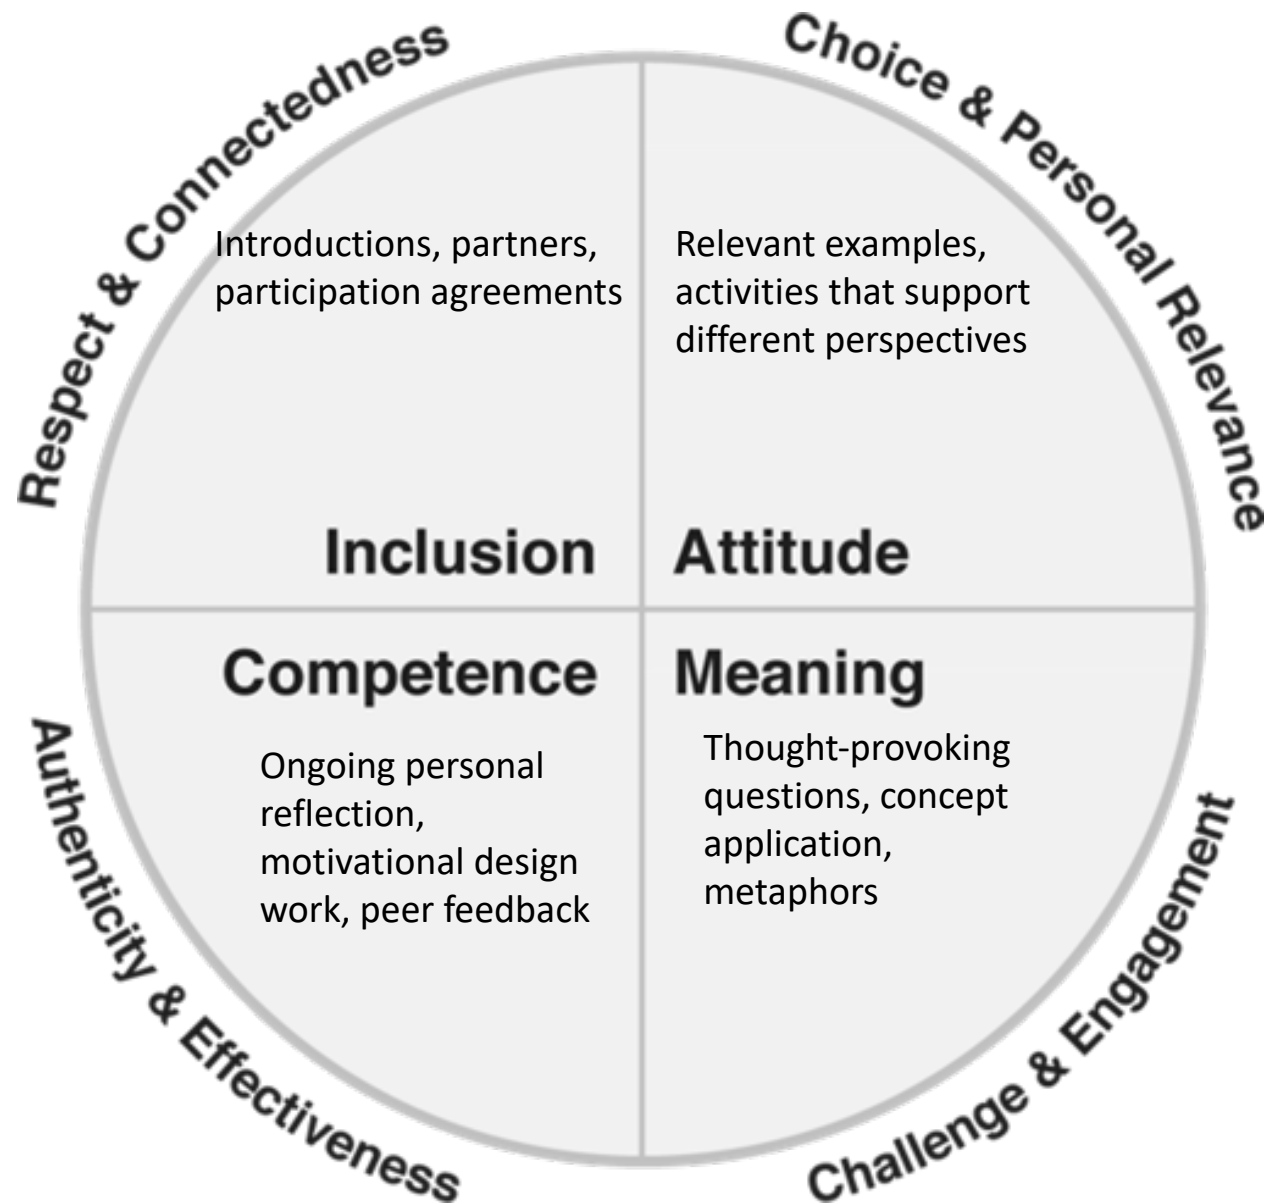 Respect & Connectedness
Choice & Personal Relevance
Introductions, partners,
participation agreements
Relevant examples,
activities that support
different perspectives
Inclusion
Attitude
Competence
Meaning
Ongoing personal
reflection,
motivational design
work, peer feedback
Thought-provoking
questions, concept
application,
metaphors
Authenticity & Effectiveness
Challenge & Engagement